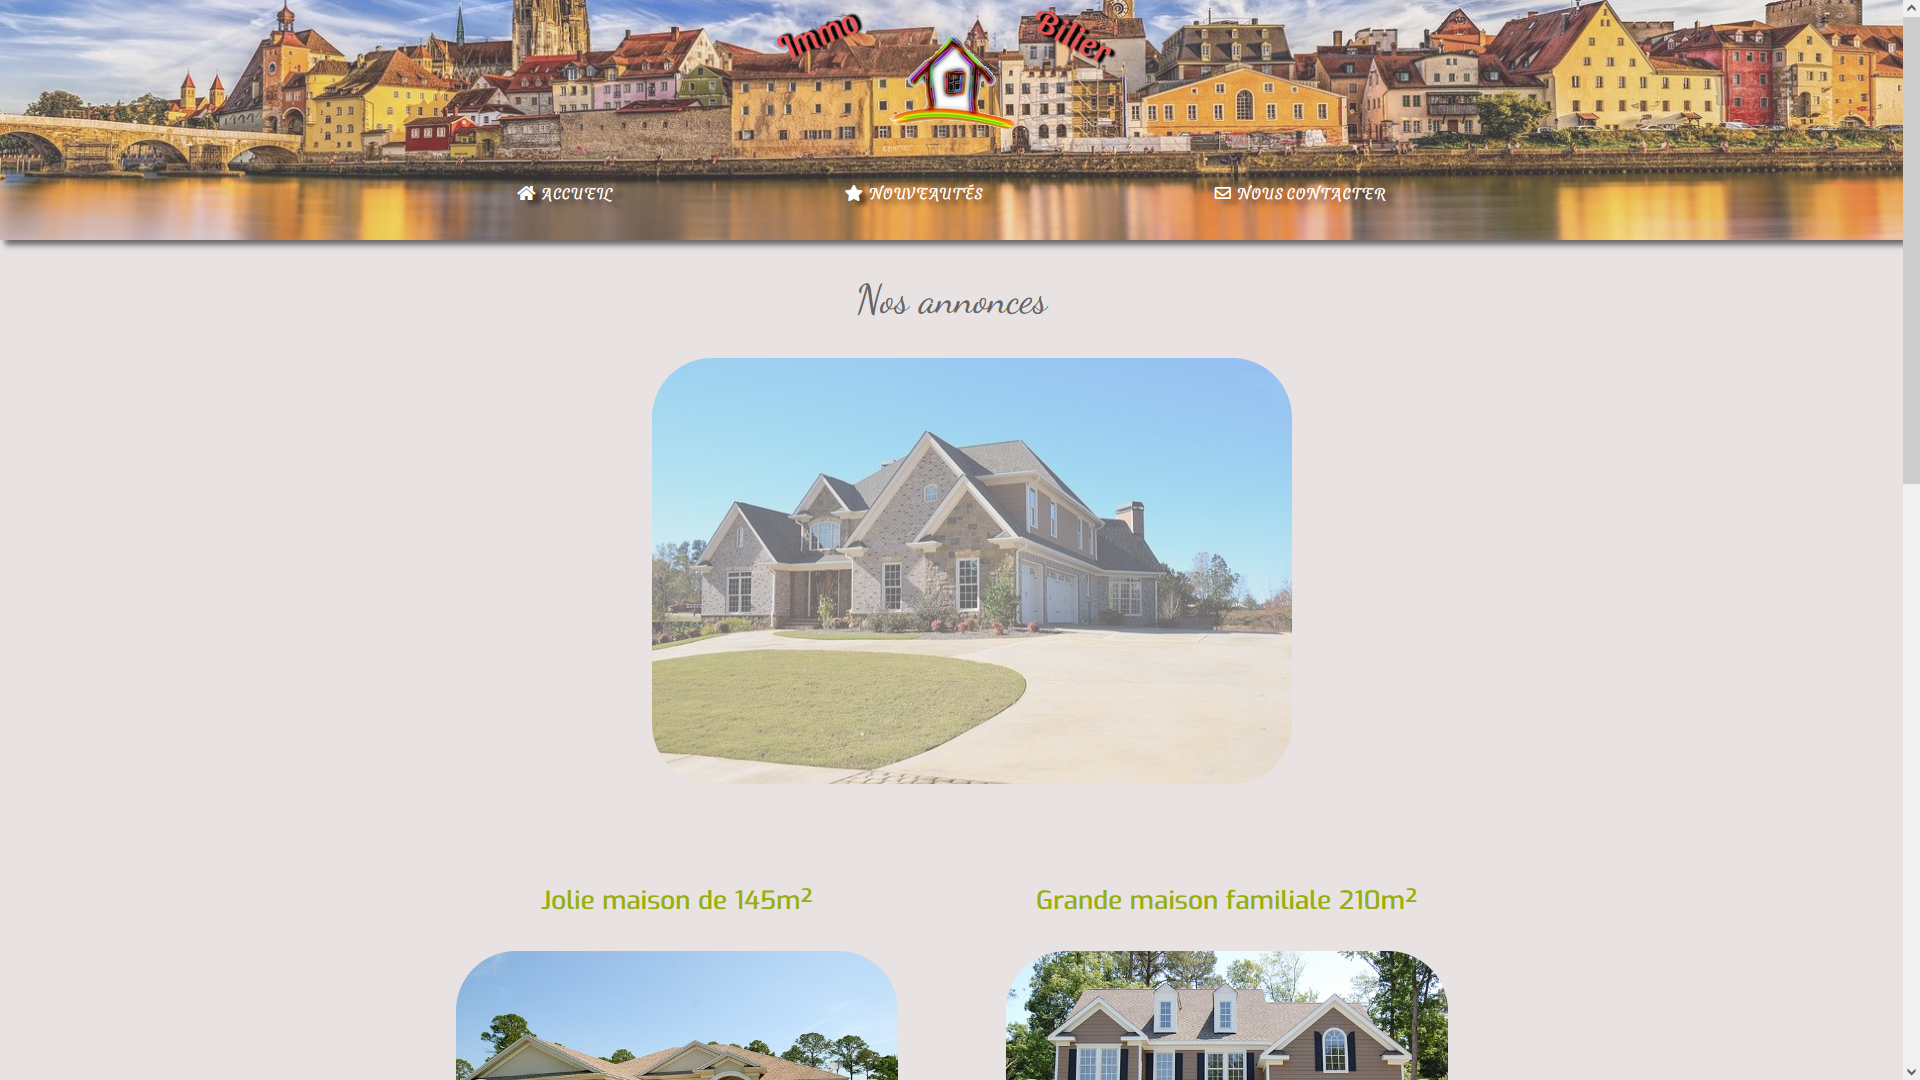 Immo
Bilier
ACCUEIL
NOUVEAUTÉS
NOUS CONTACTER
Nos annonces
Jolie maison de 145m²
Grande maison familiale 210m²